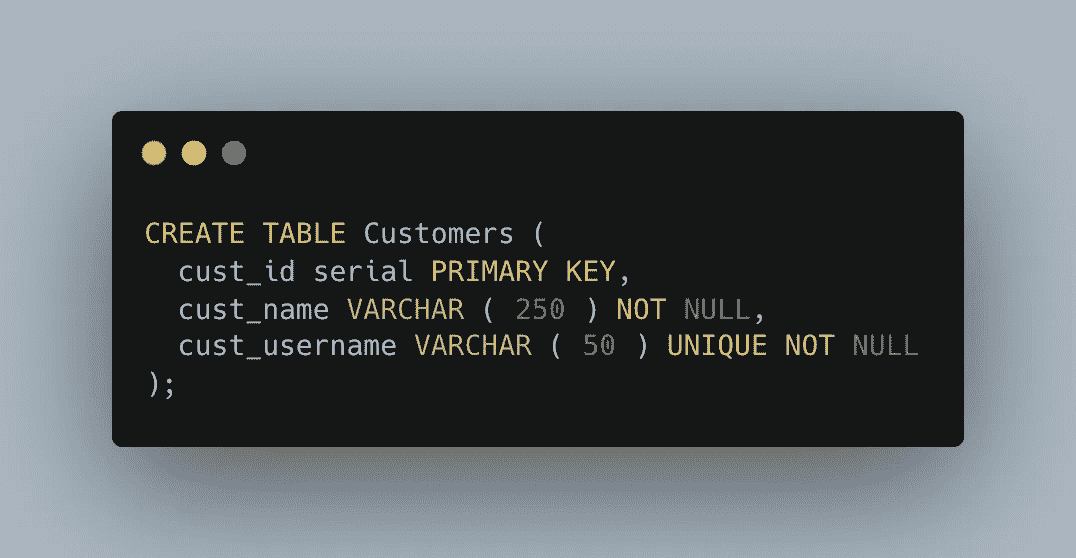 CREATE TABLE Customers (
cust_id serial PRIMARY KEY,
cust_name VARCHAR ( 250 ) NOT NULL,
cust_username VARCHAR ( 50 ) UNIQUE NOT NULL
);